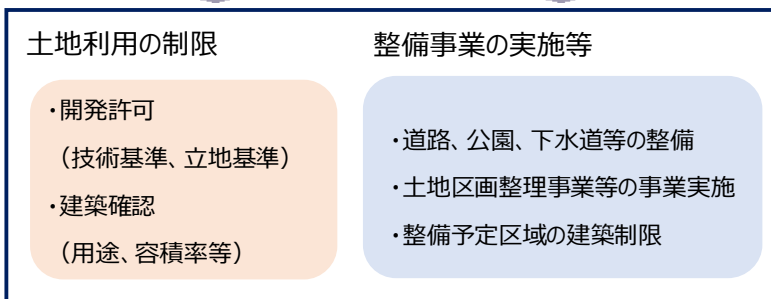 土地利用の制限
・開発許可
（技術基準、立地基準）
・建築確認
（用途、容積率等）
整備事業の実施等
・道路、公園、下水道等の整備
・土地区画整理事業等の事業実施
・整備予定区域の建築制限